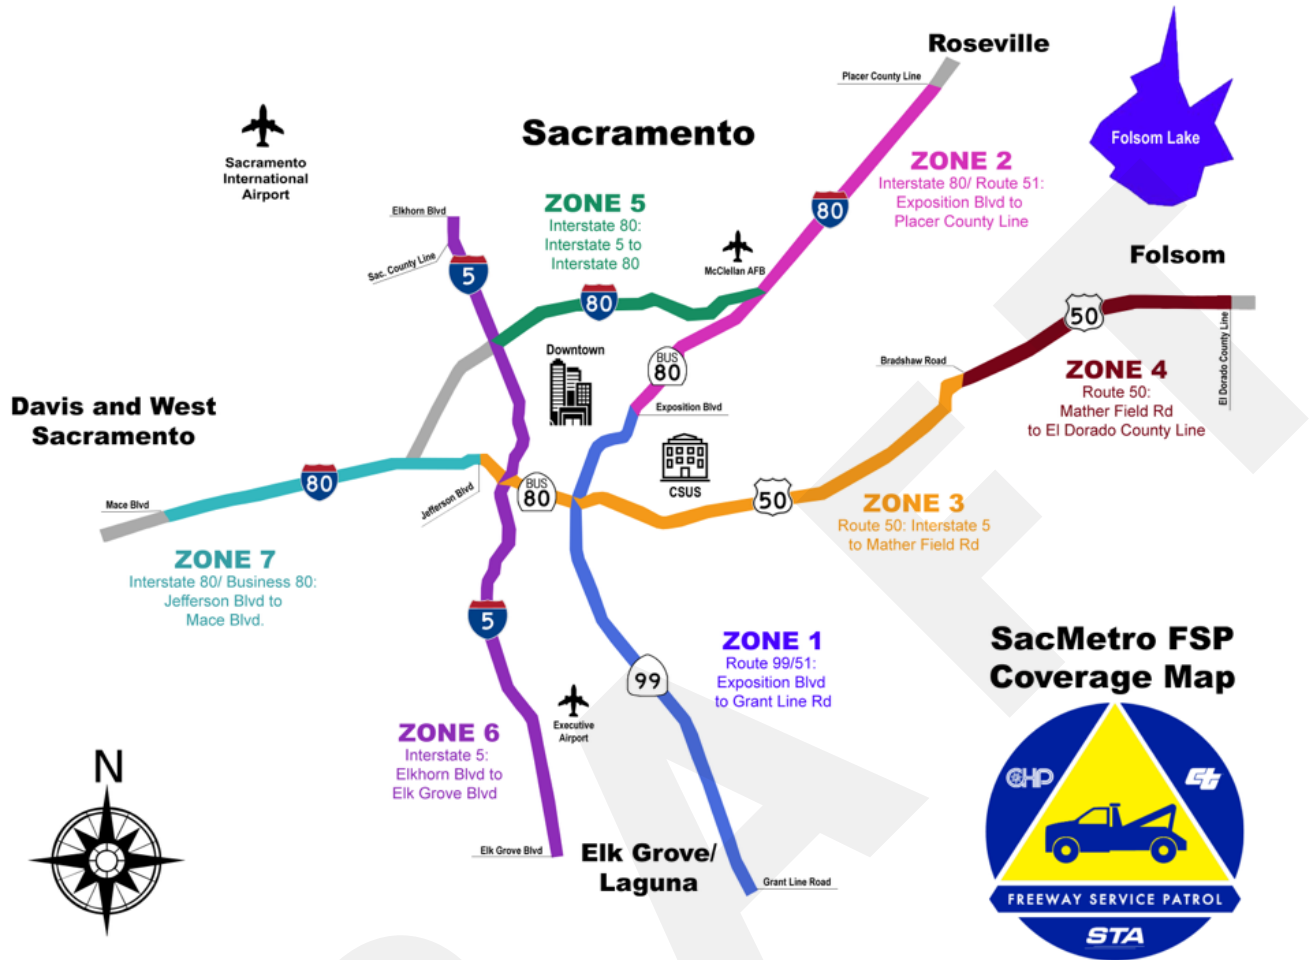 Roseville
Placer County Line
Folsom Lake
Sacramento
Sacramento
International
Airport
ZONE 2
Interstate 80/ Route 51:
Exposition Blvd to
Placer County Line
80
ZONE 5
Interstate 80:
Interstate 5 to
Interstate 80
Elkhorn Blvd
Sac. County Line
5
McClellan AFB
80
Folsom
50
El Dorado County Line
Downtown
BUS
80
Bradshaw Road
ZONE 4
Route 50:
Mather Field Rd
to El Dorado County Line
Davis and West
Sacramento
Exposition Blvd
CSUS
80
Jefferson Blvd
BUS
80
50
Mace Blvd
ZONE 3
Route 50: Interstate 5
to Mather Field Rd
ZONE 7
Interstate 80/ Business 80:
Jefferson Blvd to
Mace Blvd.
5
ZONE 1
Route 99/51:
Exposition Blvd
to Grant Line Rd
99
SacMetro FSP
Coverage Map
Executive
Airport
ZONE 6
Interstate 5:
Elkhorn Blvd to
Elk Grove Blvd
N
CHP
ct
Elk Grove Blvd
Elk Grove/
Laguna
Grant Line Road
FREEWAY SERVICE PATROL
STA
DRAFT